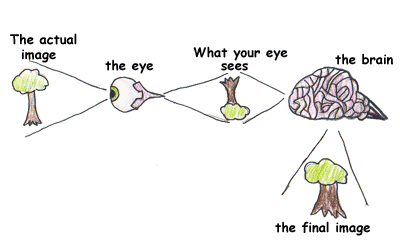 The actual
image
the eye
What your eye
sees
the brain
the final image